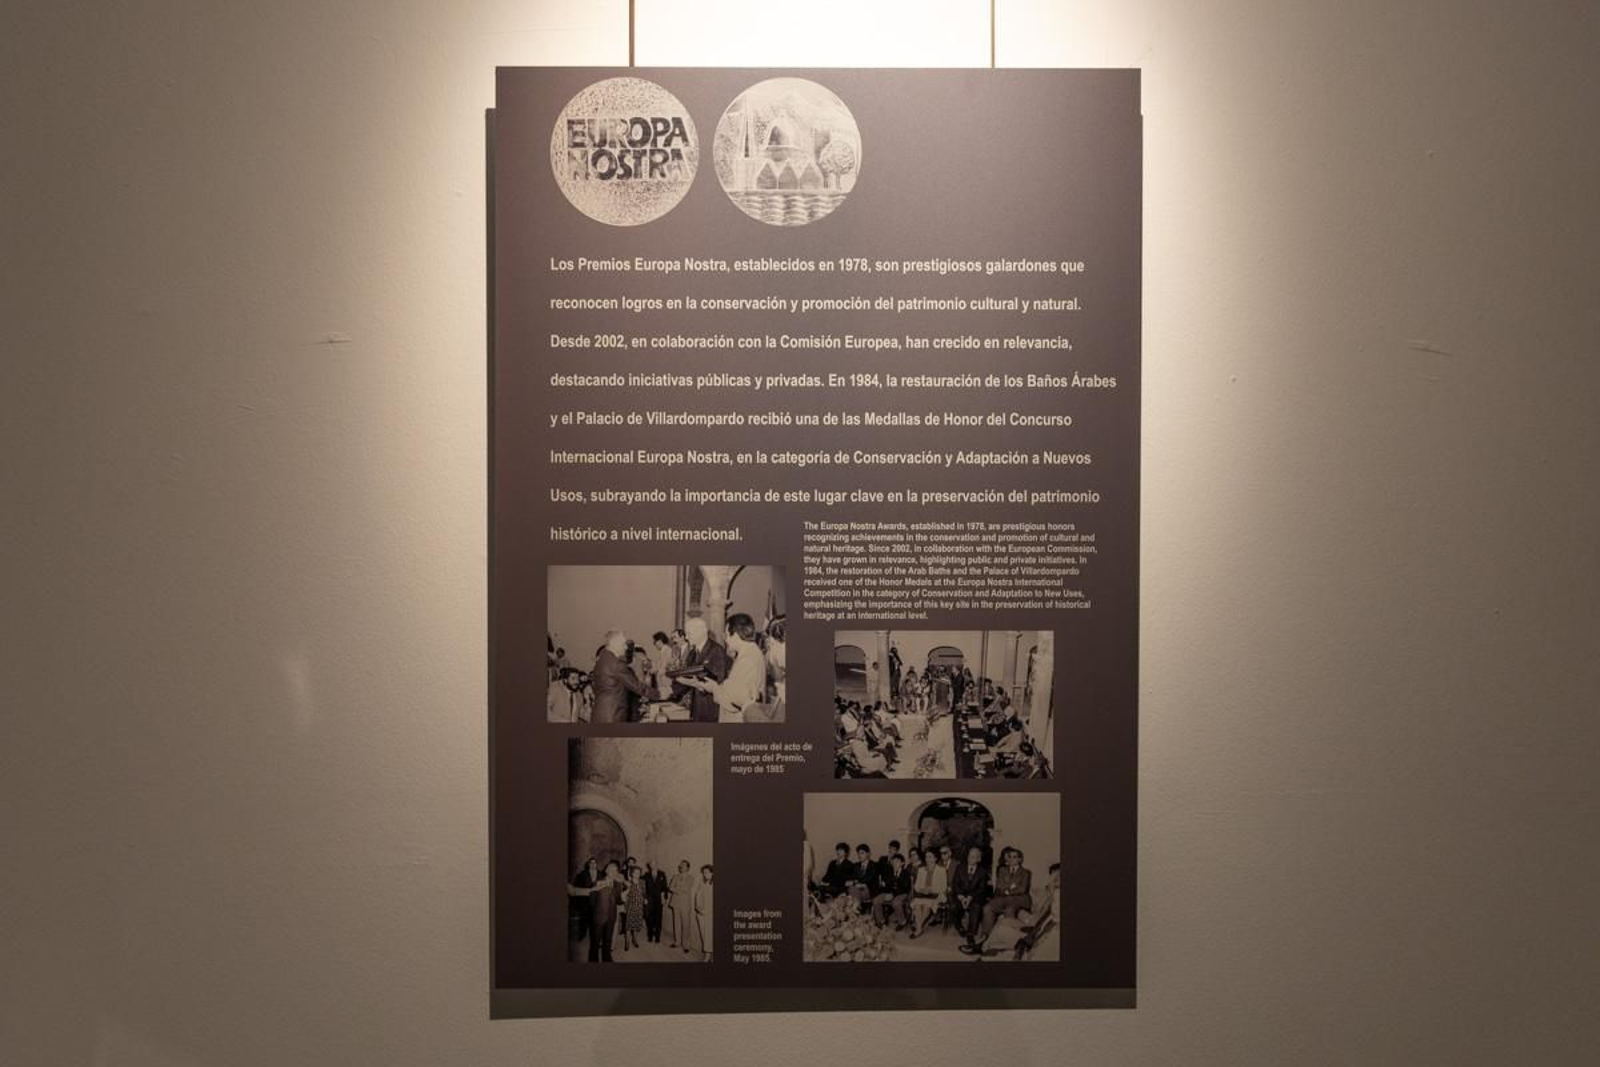 EUROPA
NOSTRA
Los Premios Europa Nostra, establecidos en 1978, son prestigiosos galardones que
reconocen logros en la conservación y promoción del patrimonio cultural y natural.
Desde 2002, en colaboración con la Comisión Europea, han crecido en relevancia,
destacando iniciativas públicas y privadas. En 1984, la restauración de los Baños Árabes
y el Palacio de Villardompardo recibió una de las Medallas de Honor del Concurso
Internacional Europa Nostra, en la categoría de Conservación y Adaptación a Nuevos
Usos, subrayando la importancia de este lugar clave en la preservación del patrimonio
histórico a nivel internacional.
The Europa Nostra Awards, established in 1978, are prestigious honors
recognizing achievements in the conservation and promotion of cultural and
natural heritage. Since 2002, in collaboration with the European Commission,
they have grown in relevance, highlighting public and private initiatives. In
1984, the restoration of the Arab Baths and the Palace of Villardompardo
received one of the Honor Medals at the Europa Nostra International
Competition in the category of Conservation and Adaptation to New Uses,
emphasizing the importance of this key site in the preservation of historical
heritage at an international level.
Imágenes del acto de
entrega del Premio,
mayo de 1985
Images from
the award
presentation
ceremony,
May 1985.